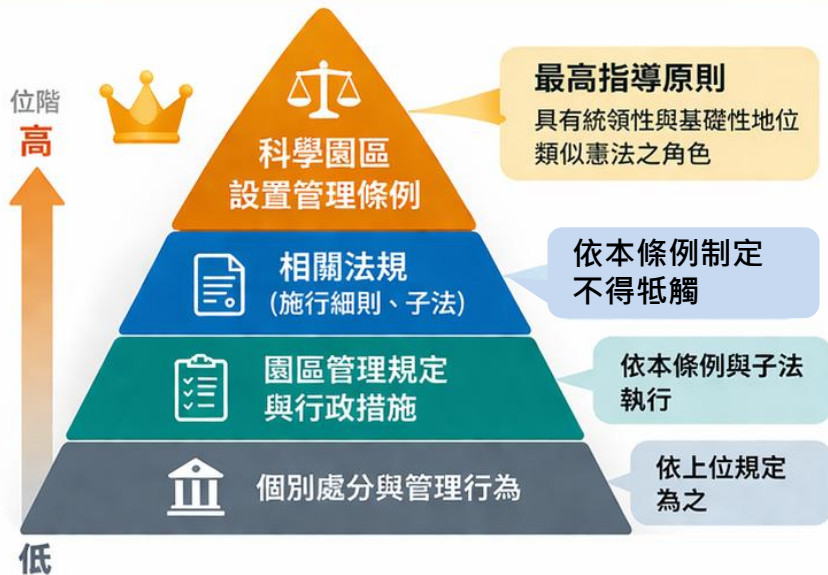 位階
高
科學園區
設置管理條例
最高指導原則
具有統領性與基礎性地位
類似憲法之角色
相關法規
(施行細則、子法)
依本條例制定
不得牴觸
園區管理規定
與行政措施
依本條例與子法
執行
個別處分與管理行為
依上位規定
為之
低